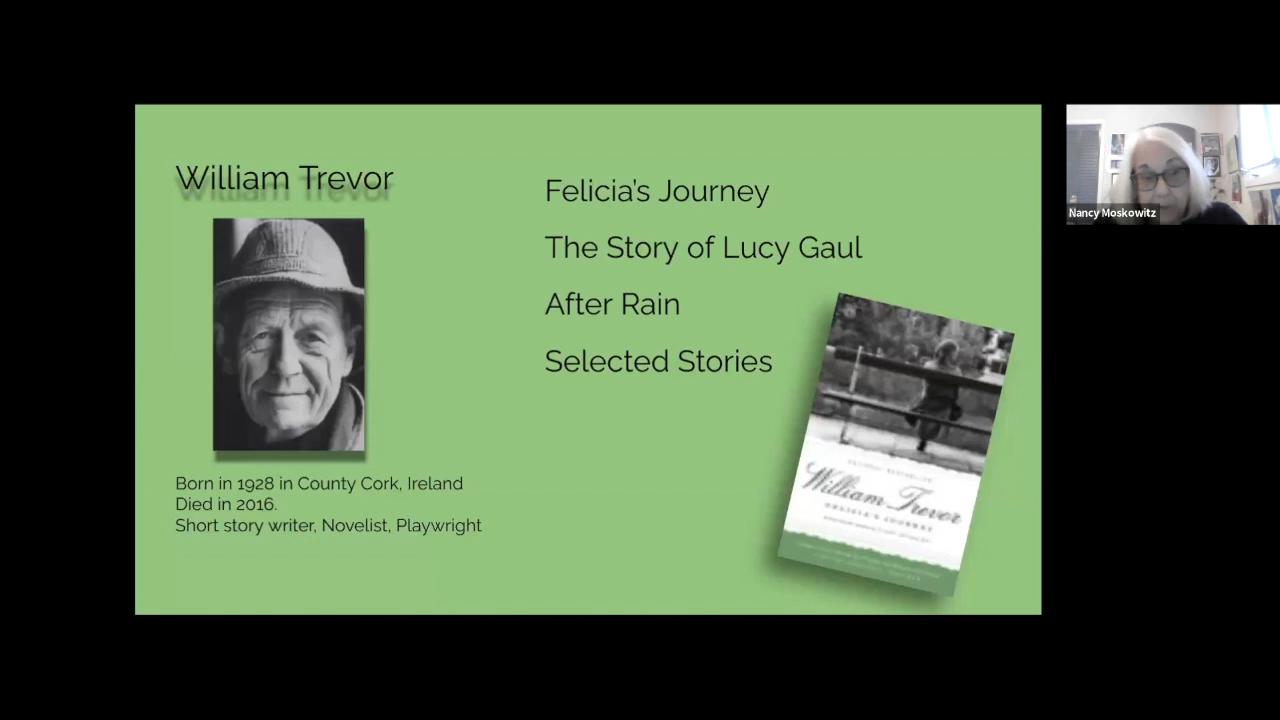 William Trevor
Felicia's Journey
The Story of Lucy Gaul
After Rain
Selected Stories
Born in 1928 in County Cork, Ireland
Died in 2016.
Short story writer, Novelist, Playwright
William Trevor
FELICIA'S JOURNEY
Nancy Moskowitz